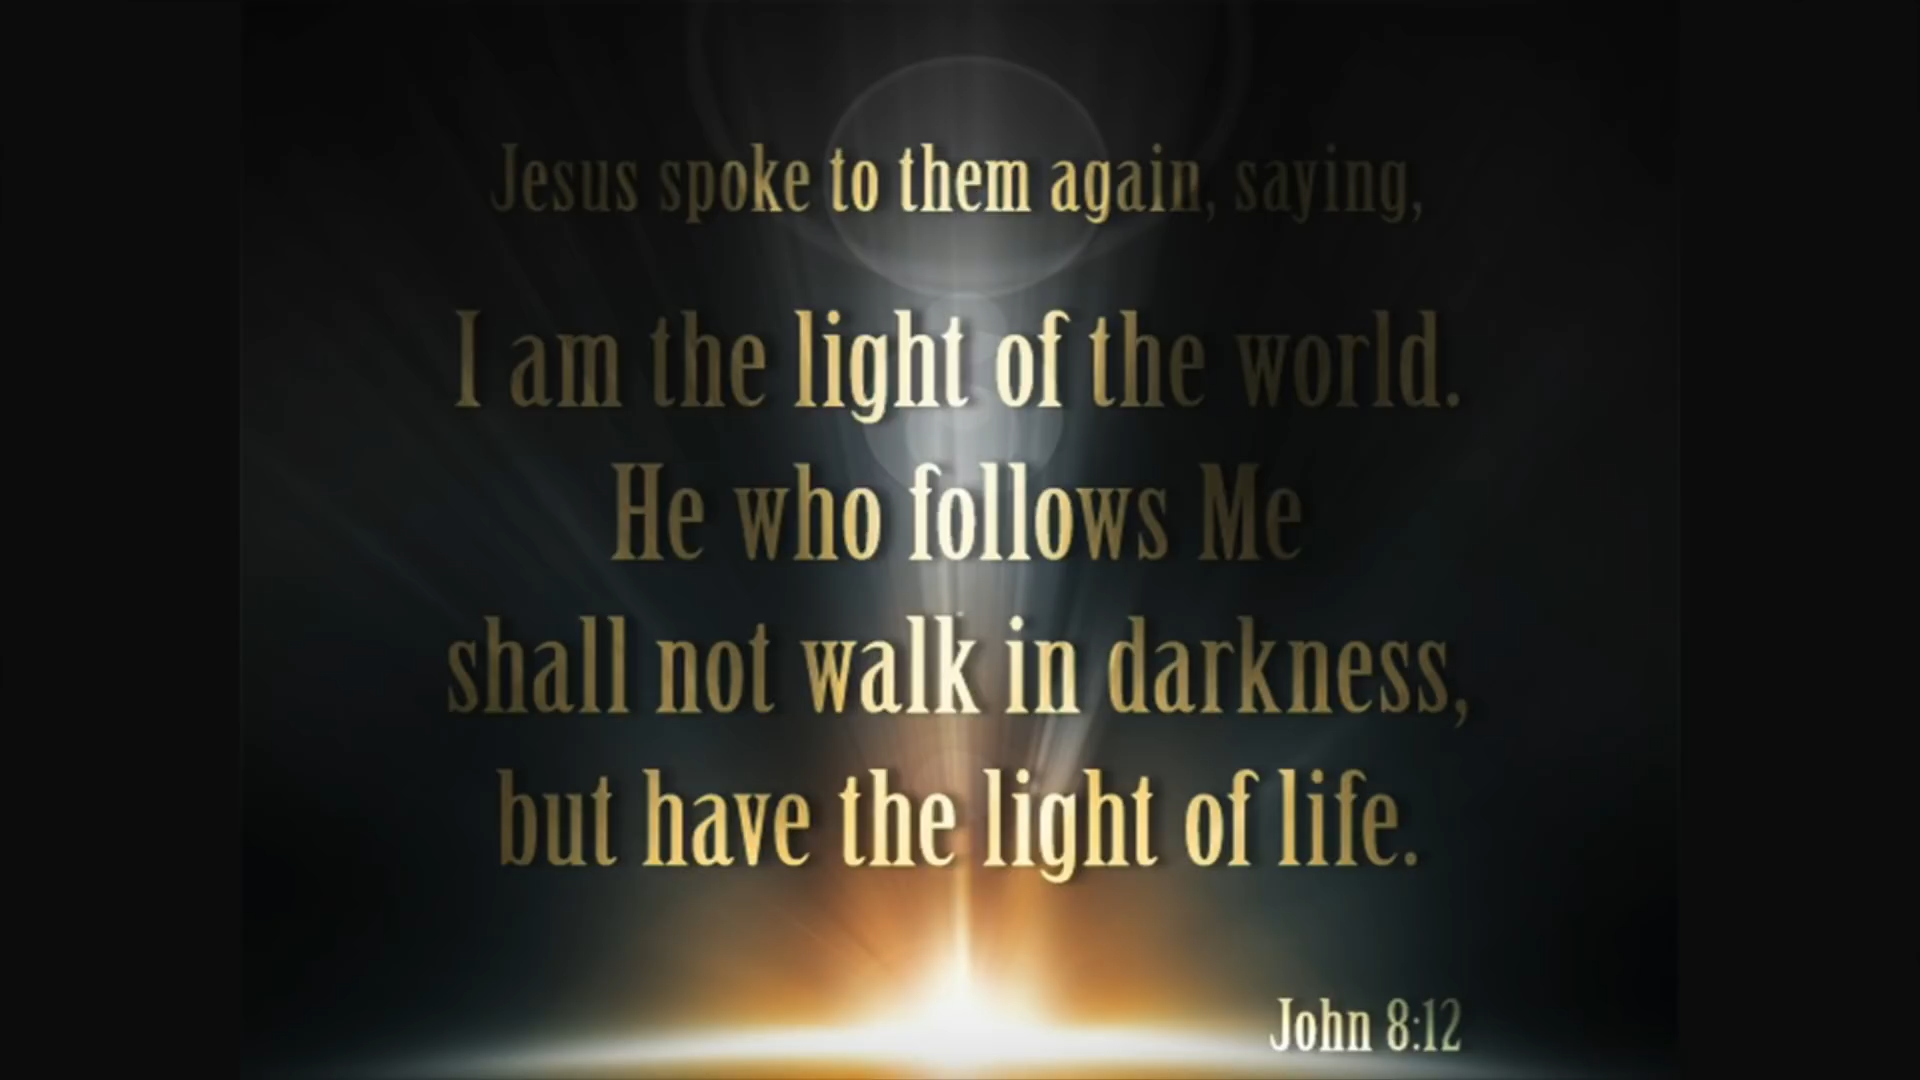 Jesus spoke to them again, saying,
I am the light of the world.
He who follows Me
shall not walk in darkness,
but have the light of life.
John 8:12